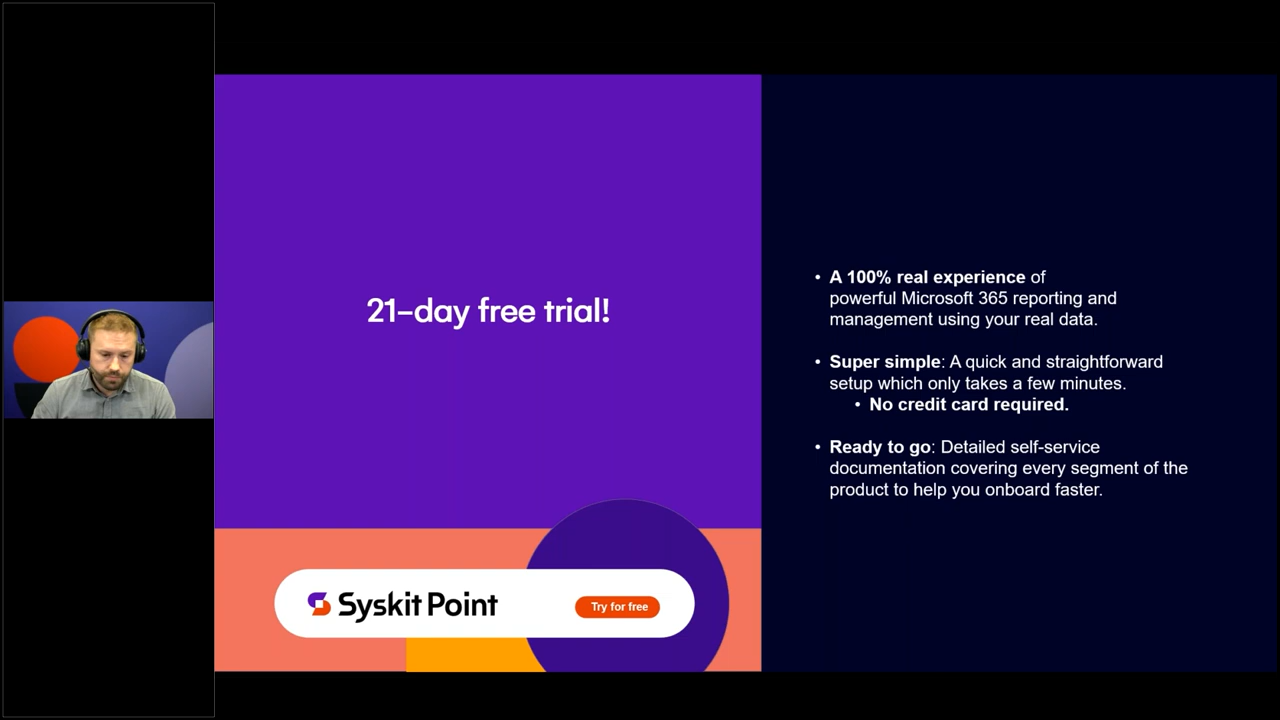 21-day free trial!
Syskit Point
Try for free
• A 100% real experience of
powerful Microsoft 365 reporting and
management using your real data.
• Super simple: A quick and straightforward
setup which only takes a few minutes.
• No credit card required.
• Ready to go: Detailed self-service
documentation covering every segment of the
product to help you onboard faster.